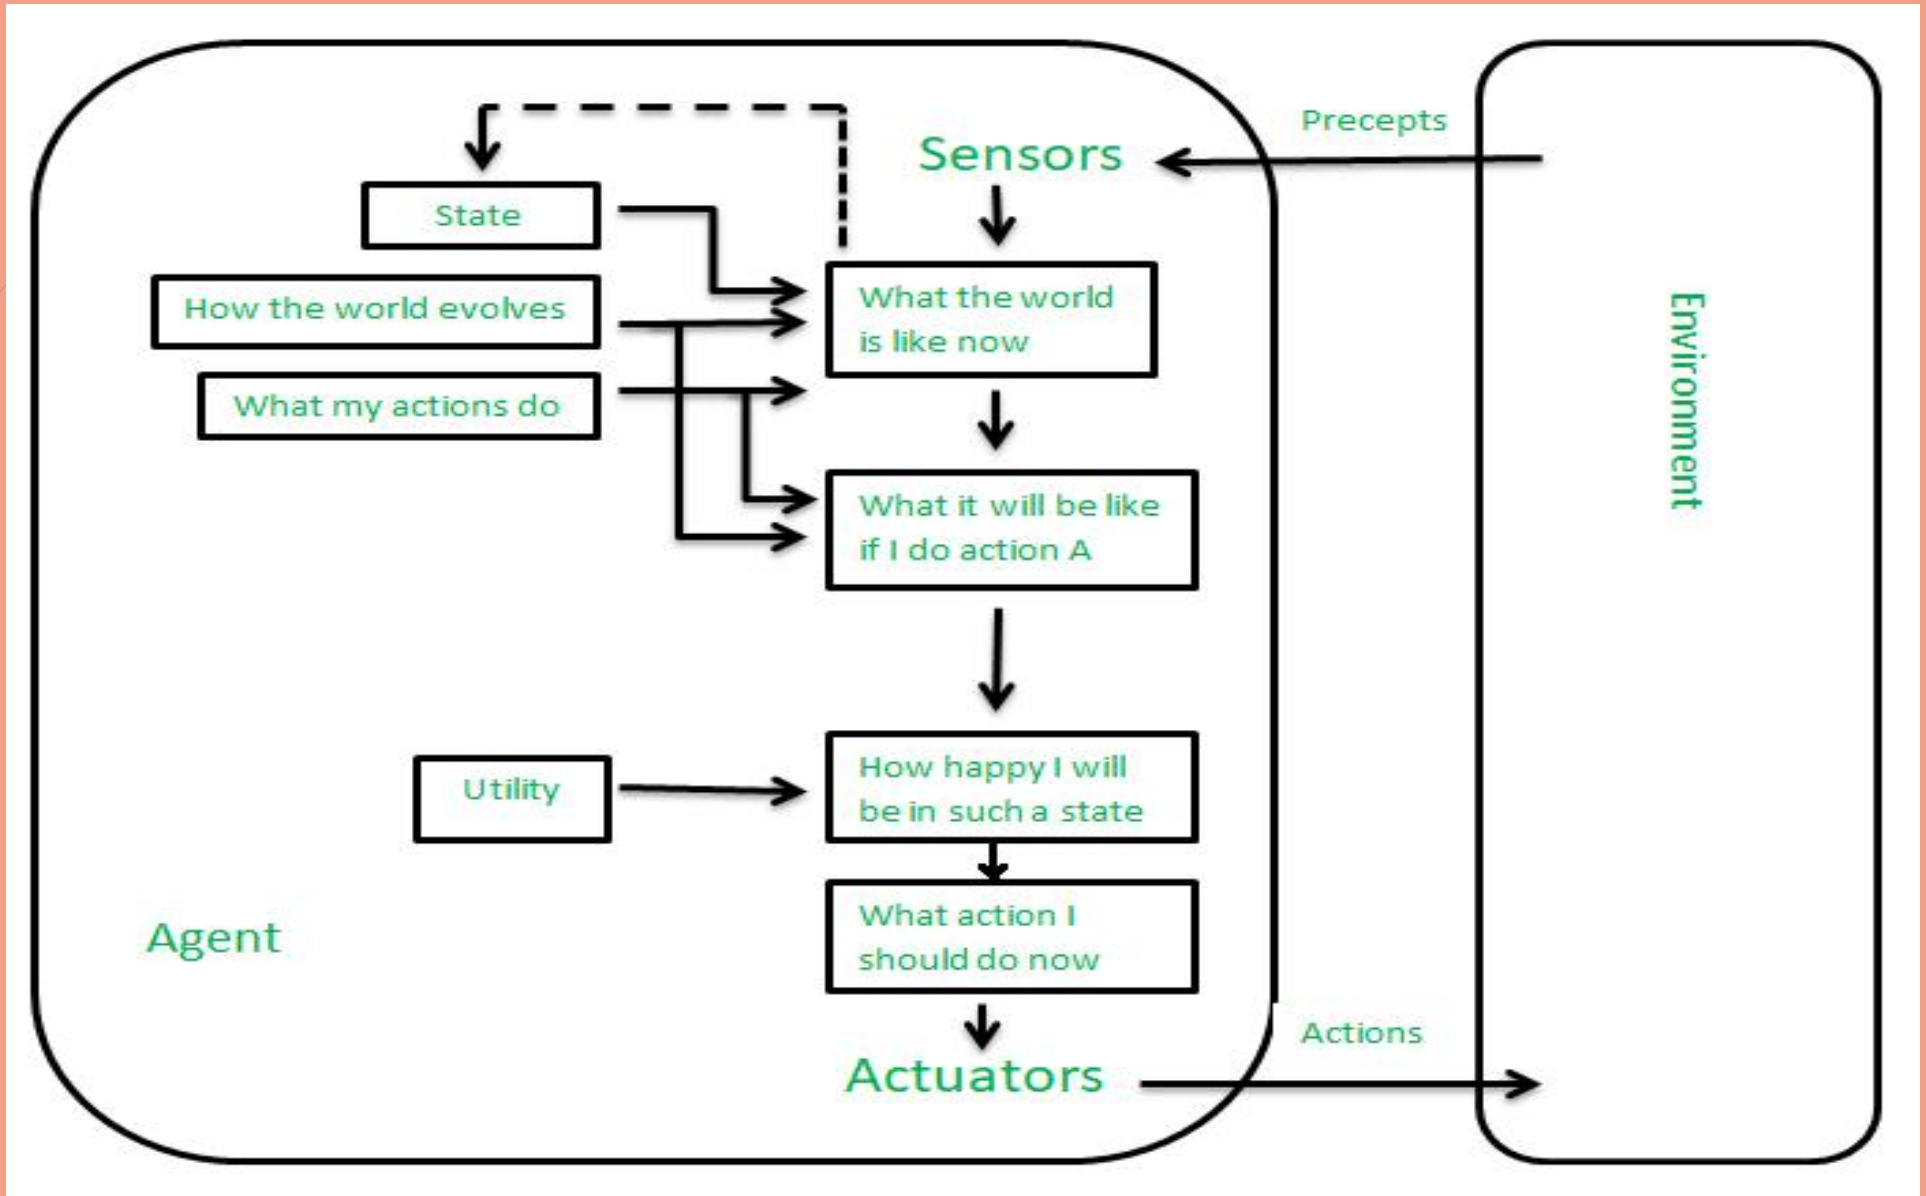 Precepts
Sensors
State
How the world evolves
What the world
is like now
What my actions do
What it will be like
if I do action A
Environment
Utility
How happy I will
be in such a state
What action I
should do now
Agent
Actions
Actuators